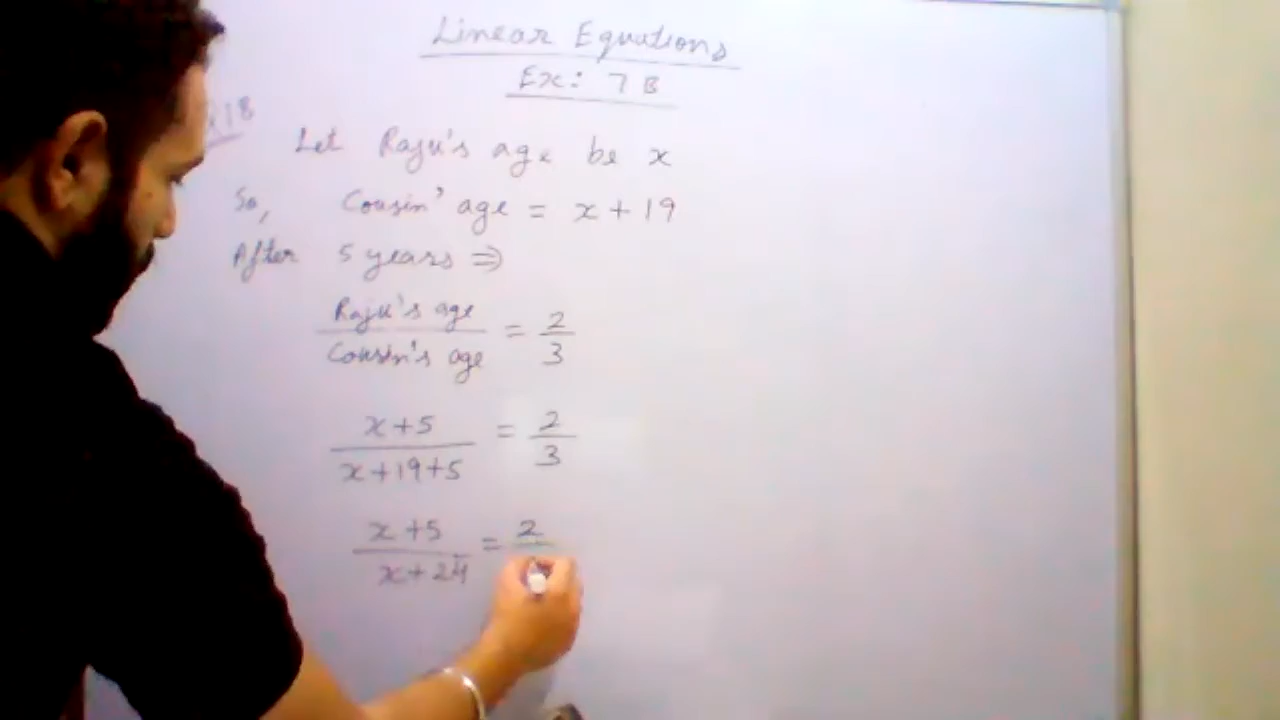 Linear Equations
Ex: 7B
18
Let Raju's age be x
So, Cousin' age = x + 19
After 5 years ⇒
Raju's age / Cousin's age = 2/3
x+5 / x+19+5 = 2/3
x+5 / x+24 = 2